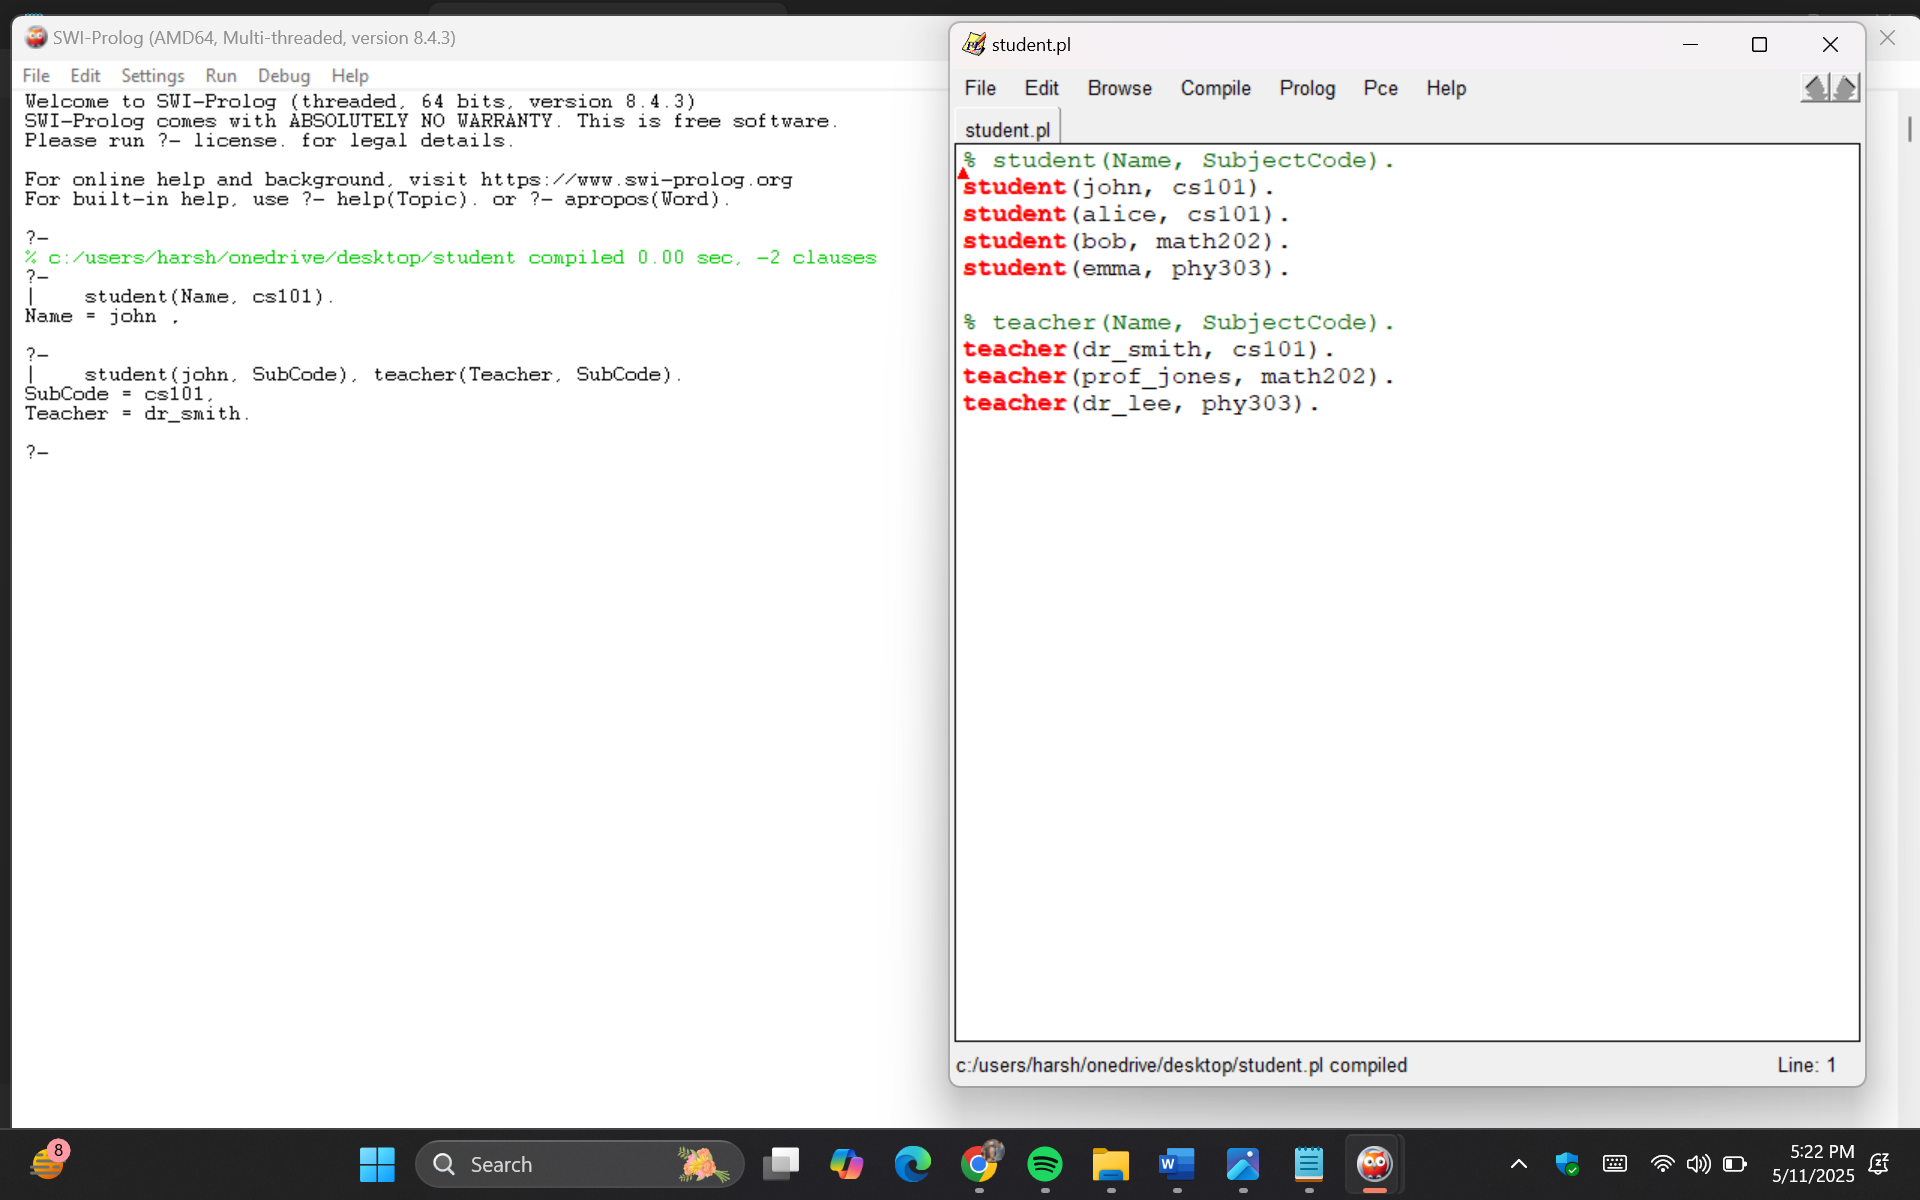 SWI-Prolog (AMD64, Multi-threaded, version 8.4.3)
File Edit Settings Run Debug Help
Welcome to SWI-Prolog (threaded, 64 bits, version 8.4.3)
SWI-Prolog comes with ABSOLUTELY NO WARRANTY. This is free software.
Please run ?- license. for legal details.
For online help and background, visit https://www.swi-prolog.org
For built-in help, use ?- help(Topic). or ?- apropos(Word).
?-
% c:/users/harsh/onedrive/desktop/student compiled 0.00 sec, -2 clauses
?-
|    student(Name, cs101).
Name = john .
?-
|    student(john, SubCode), teacher(Teacher, SubCode).
SubCode = cs101,
Teacher = dr_smith.
?-
student.pl
File Edit Browse Compile Prolog Pce Help
student.pl
% student(Name, SubjectCode).
student(john, cs101).
student(alice, cs101).
student(bob, math202).
student(emma, phy303).
% teacher(Name, SubjectCode).
teacher(dr_smith, cs101).
teacher(prof_jones, math202).
teacher(dr_lee, phy303).
c:/users/harsh/onedrive/desktop/student.pl compiled
Line: 1
8
Search
5:22 PM
5/11/2025